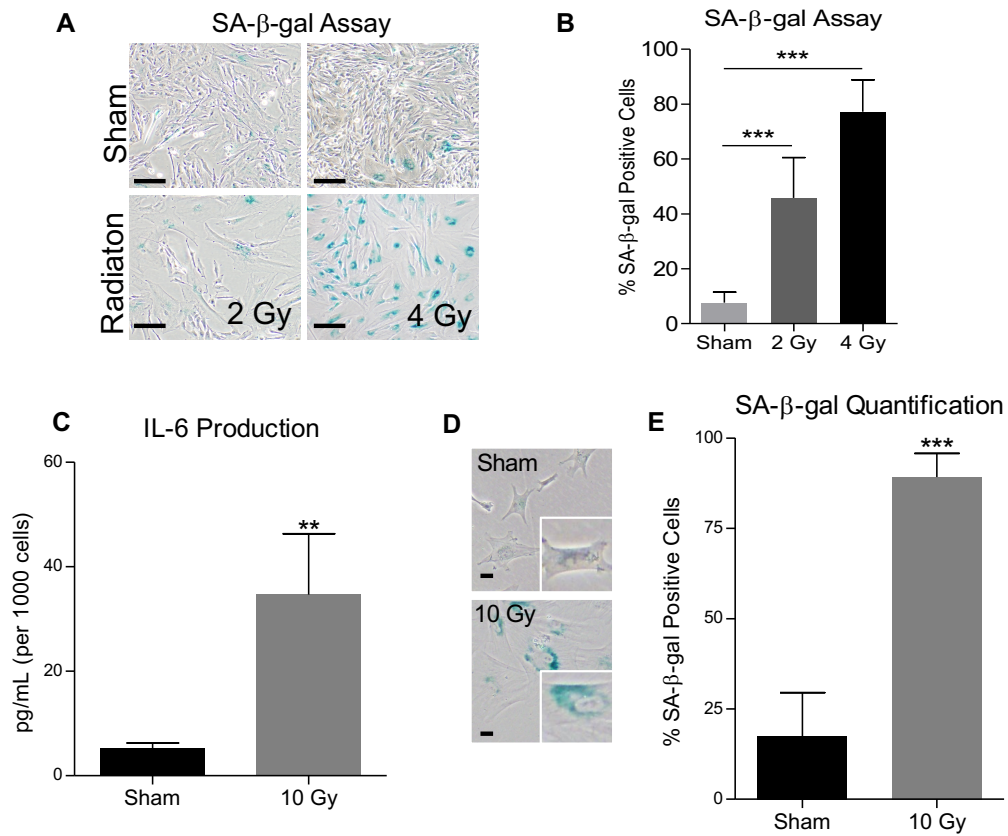 A
SA-β-gal Assay
Sham
Radiaton
2 Gy
4 Gy
B
SA-β-gal Assay
% SA-β-gal Positive Cells
100
80
60
40
20
0
***
***
Sham
2 Gy
4 Gy
C
IL-6 Production
pg/mL (per 1000 cells)
60
40
20
0
**
Sham
10 Gy
D
Sham
10 Gy
E
SA-β-gal Quantification
% SA-β-gal Positive Cells
100
75
50
25
0
***
Sham
10 Gy